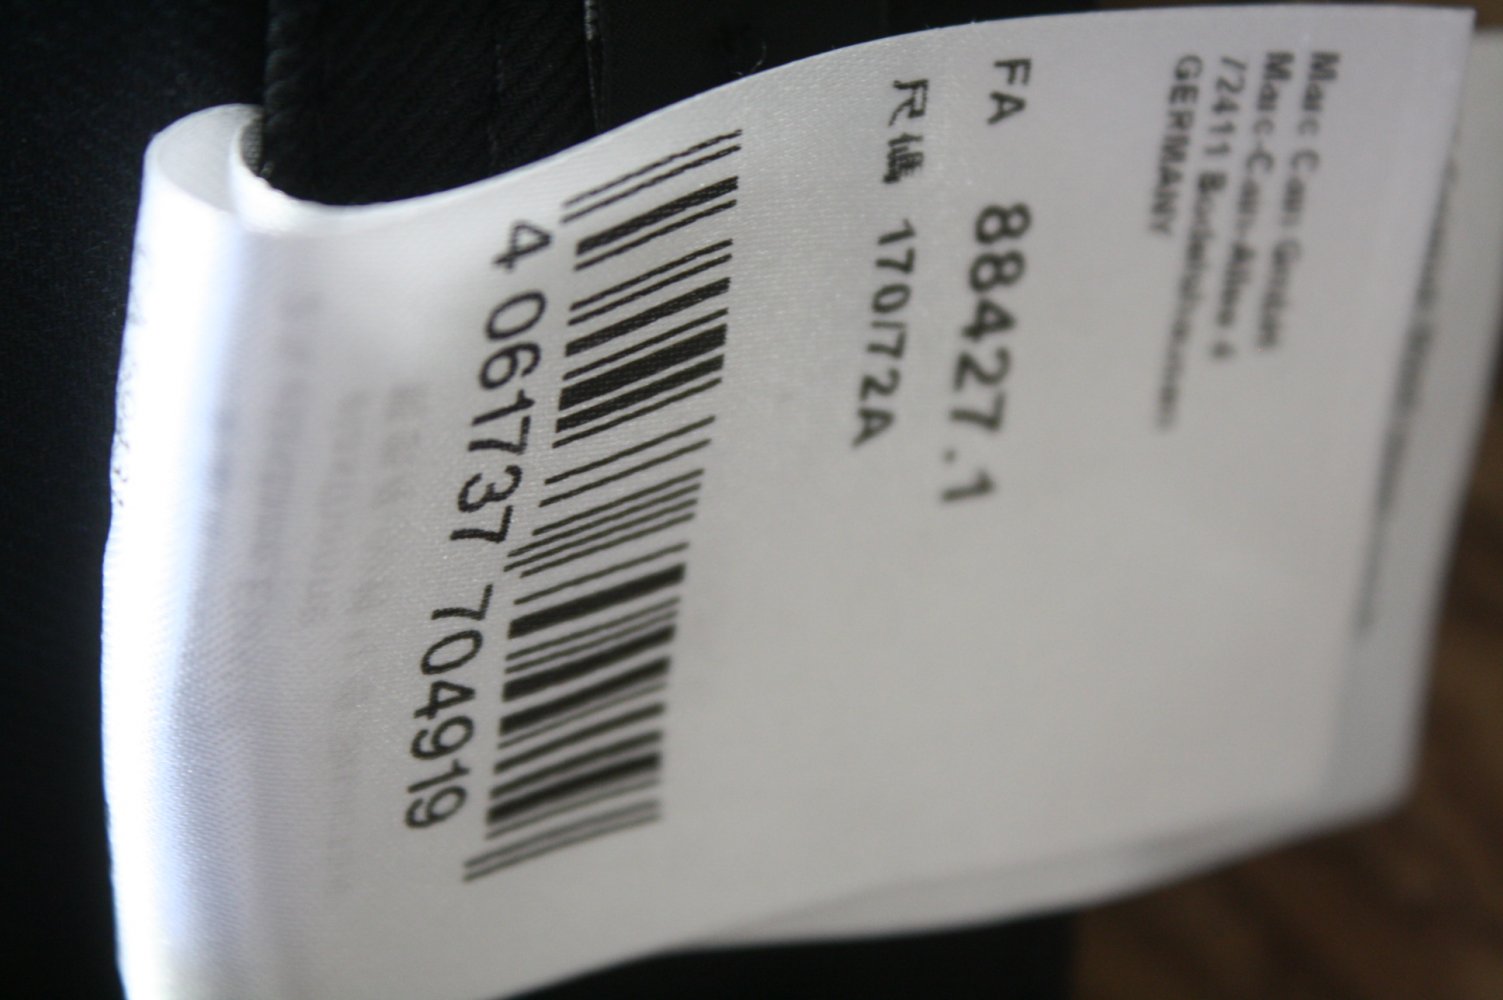 Marc Cain GmbH
Marc-Cain-Allee 4
72411 Bodelshausen
GERMANY
FA 88427.1
尺碼 170/72A
4 061737 704919